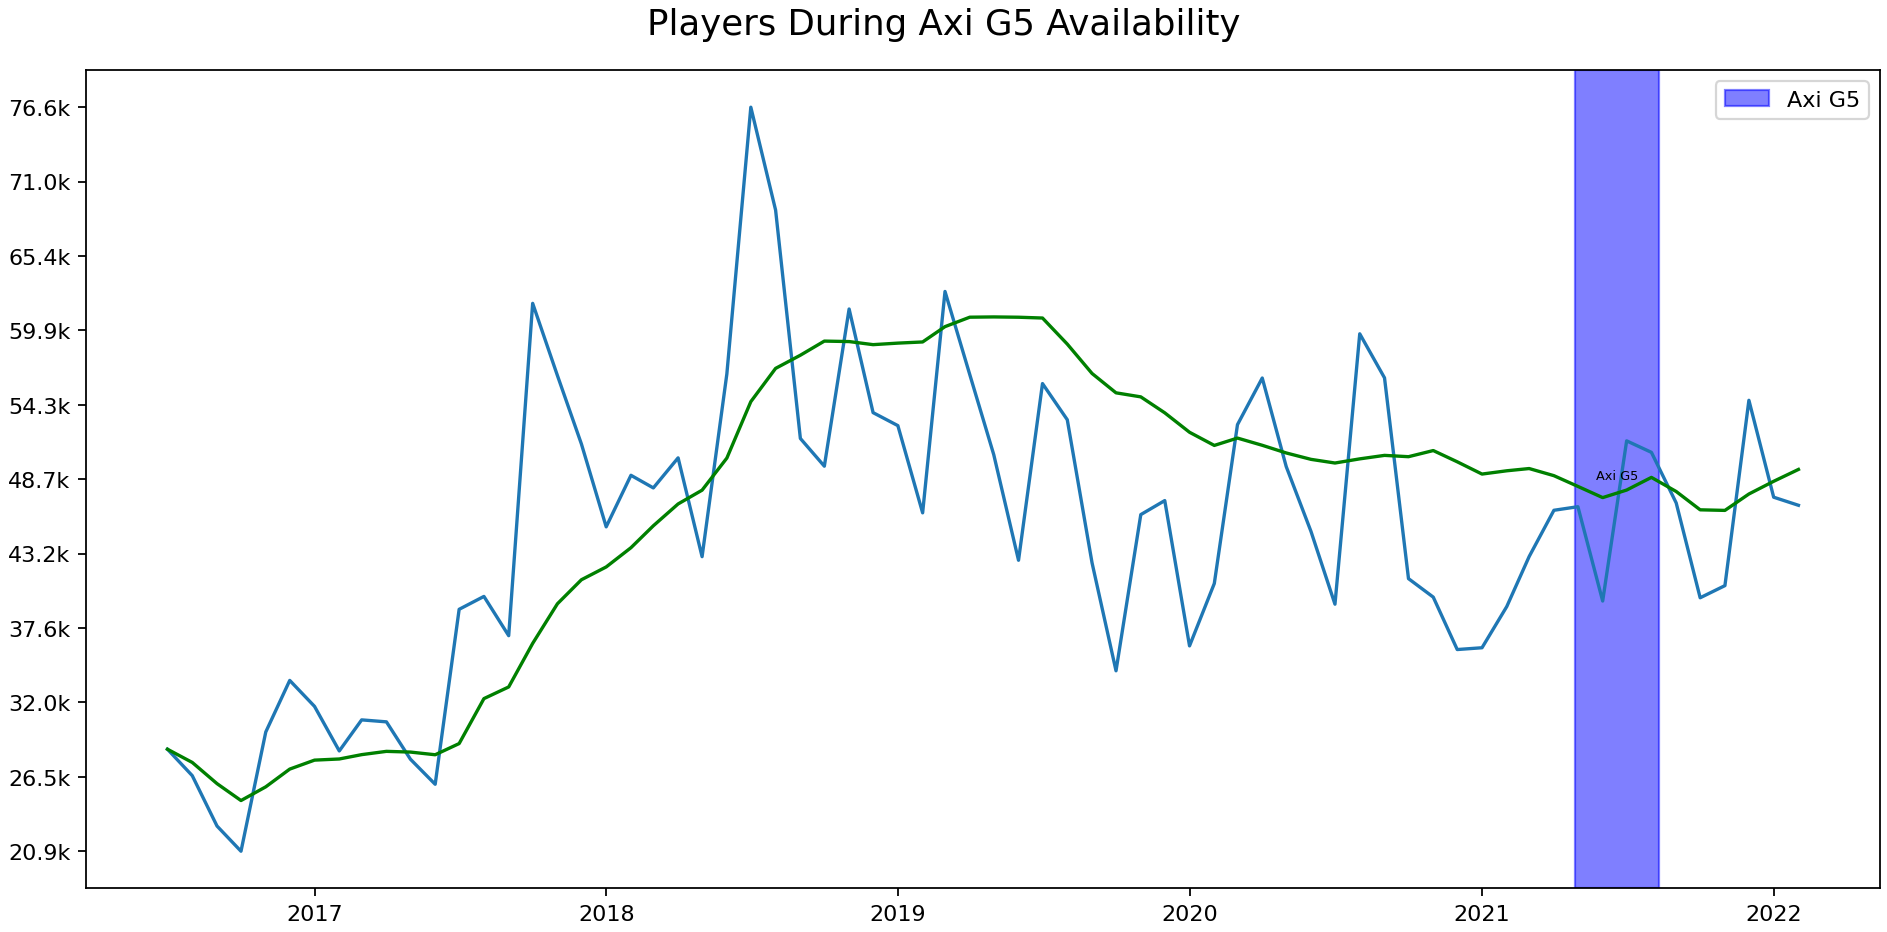 Players During Axi G5 Availability
76.6k
71.0k
65.4k
59.9k
54.3k
48.7k
43.2k
37.6k
32.0k
26.5k
20.9k
Axi G5
Axi G5
2017
2018
2019
2020
2021
2022